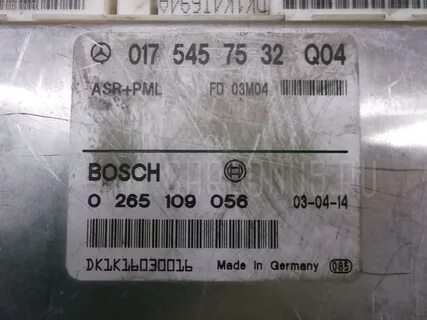 017 545 75 32 Q04
ASR+PML FD 03M04
BOSCH
0 265 109 056 03-04-14
DK1K16030016 Made in Germany 085